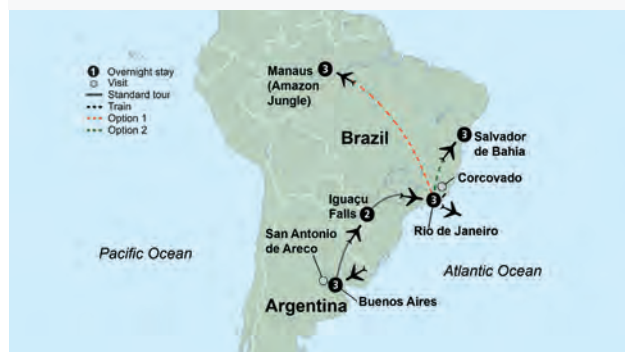 1 Overnight stay
Visit
Standard tour
Train
Option 1
Option 2
Manaus 3
(Amazon
Jungle)
Brazil
3 Salvador
de Bahia
Corcovado
Iguaçu
Falls 2
3
Rio de Janeiro
San Antonio
de Areco
Pacific Ocean
Atlantic Ocean
3
Buenos Aires
Argentina